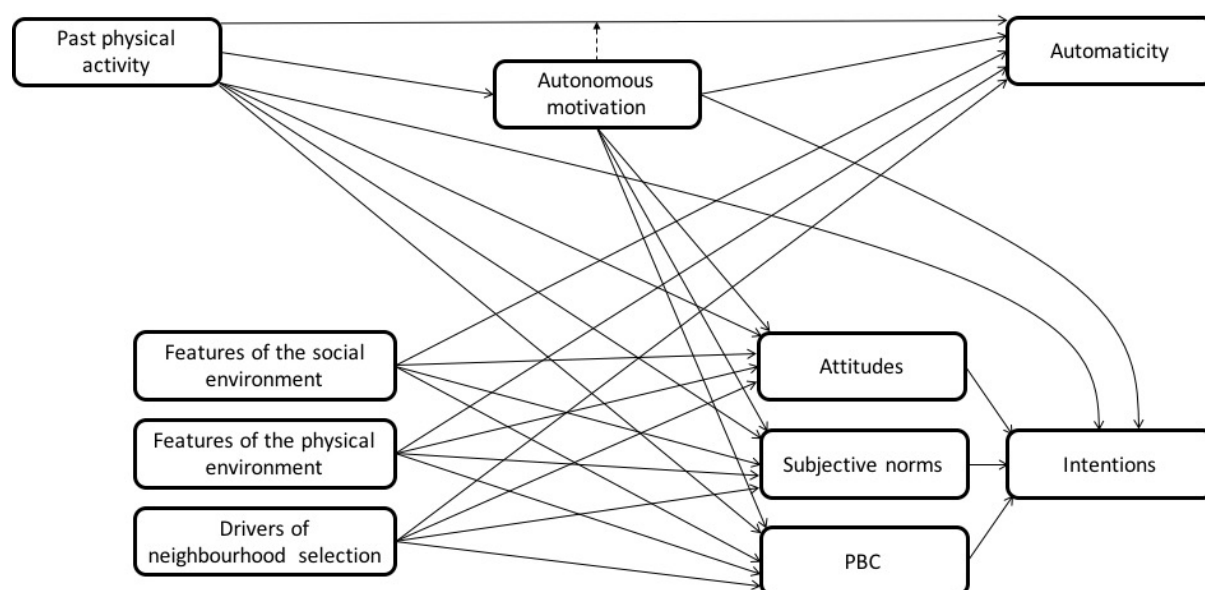 Past physical
activity
Autonomous
motivation
Automaticity
Features of the social
environment
Attitudes
Features of the physical
environment
Subjective norms
Intentions
Drivers of
neighbourhood selection
PBC